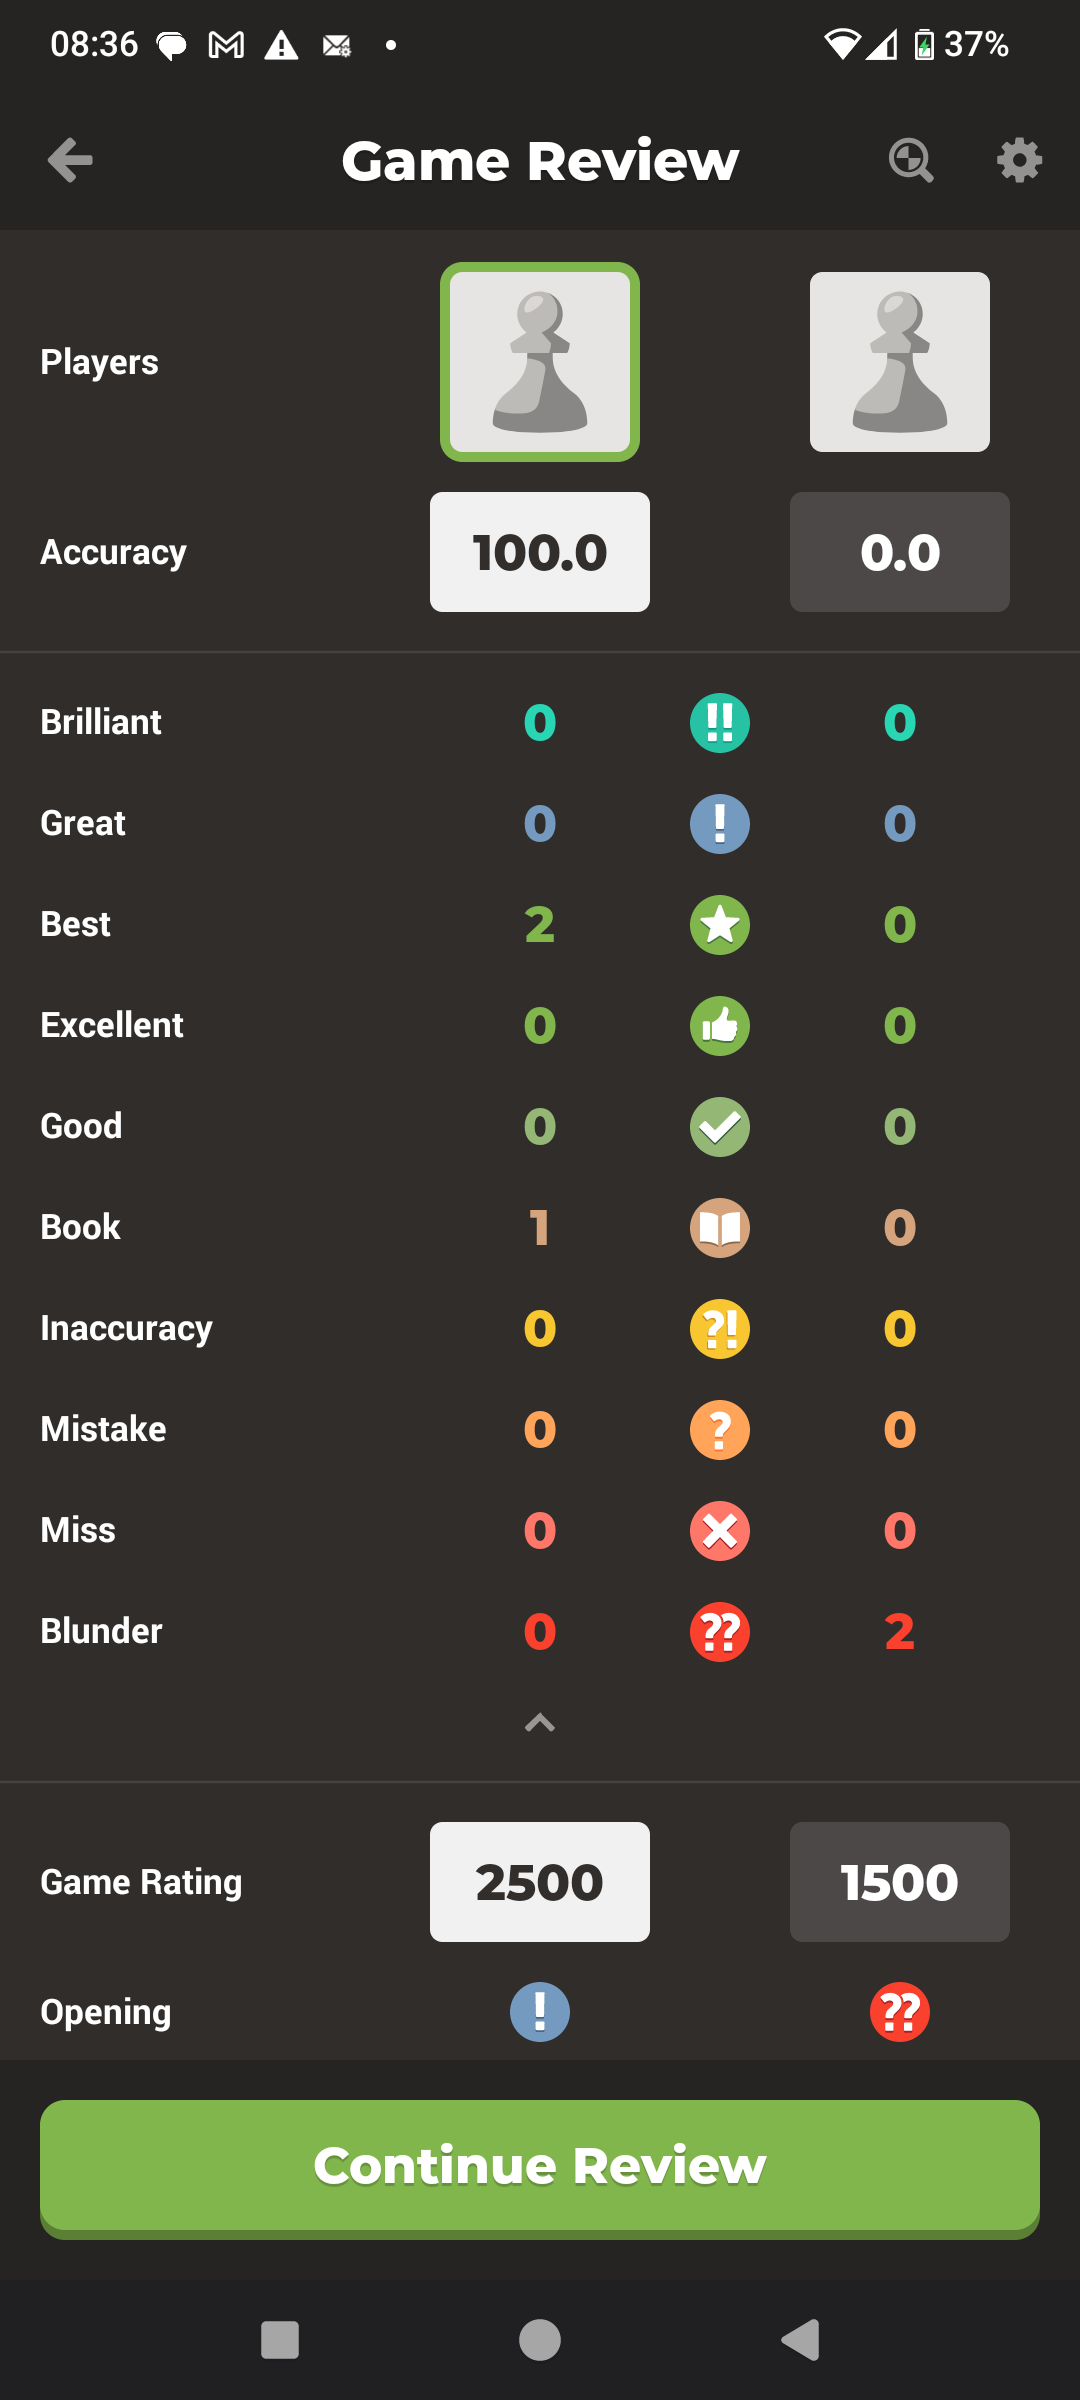 08:36 37%
Game Review
Players
Accuracy 100.0 0.0
Brilliant 0 !! 0
Great 0 ! 0
Best 2 0
Excellent 0 0
Good 0 0
Book 1 0
Inaccuracy 0 ?! 0
Mistake 0 ? 0
Miss 0 0
Blunder 0 ?? 2
Game Rating 2500 1500
Opening ! ??
Continue Review